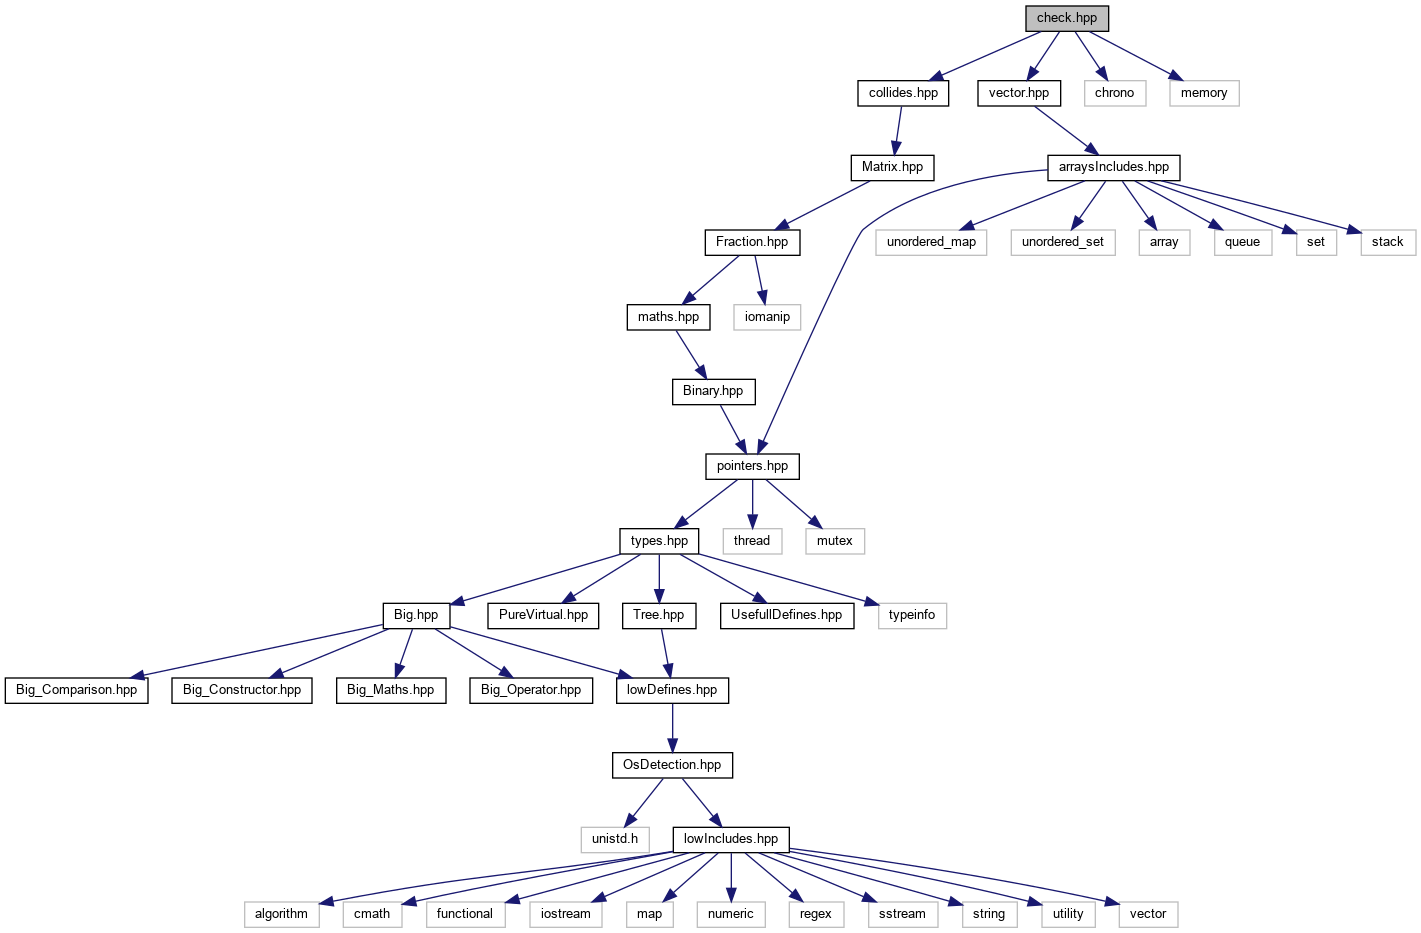 check.hpp
collides.hpp
vector.hpp
chrono
memory
Matrix.hpp
arraysIncludes.hpp
Fraction.hpp
unordered_map
unordered_set
array
queue
set
stack
maths.hpp
iomanip
Binary.hpp
pointers.hpp
types.hpp
thread
mutex
Big.hpp
PureVirtual.hpp
Tree.hpp
UsefullDefines.hpp
typeinfo
Big_Comparison.hpp
Big_Constructor.hpp
Big_Maths.hpp
Big_Operator.hpp
lowDefines.hpp
OsDetection.hpp
unistd.h
lowIncludes.hpp
algorithm
cmath
functional
iostream
map
numeric
regex
sstream
string
utility
vector